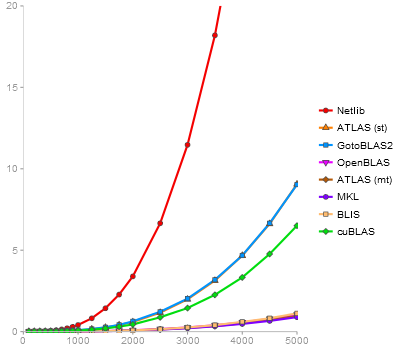 20
15
10
5
0
0
1000
2000
3000
4000
5000
Netlib
ATLAS (st)
GotoBLAS2
OpenBLAS
ATLAS (mt)
MKL
BLIS
cuBLAS